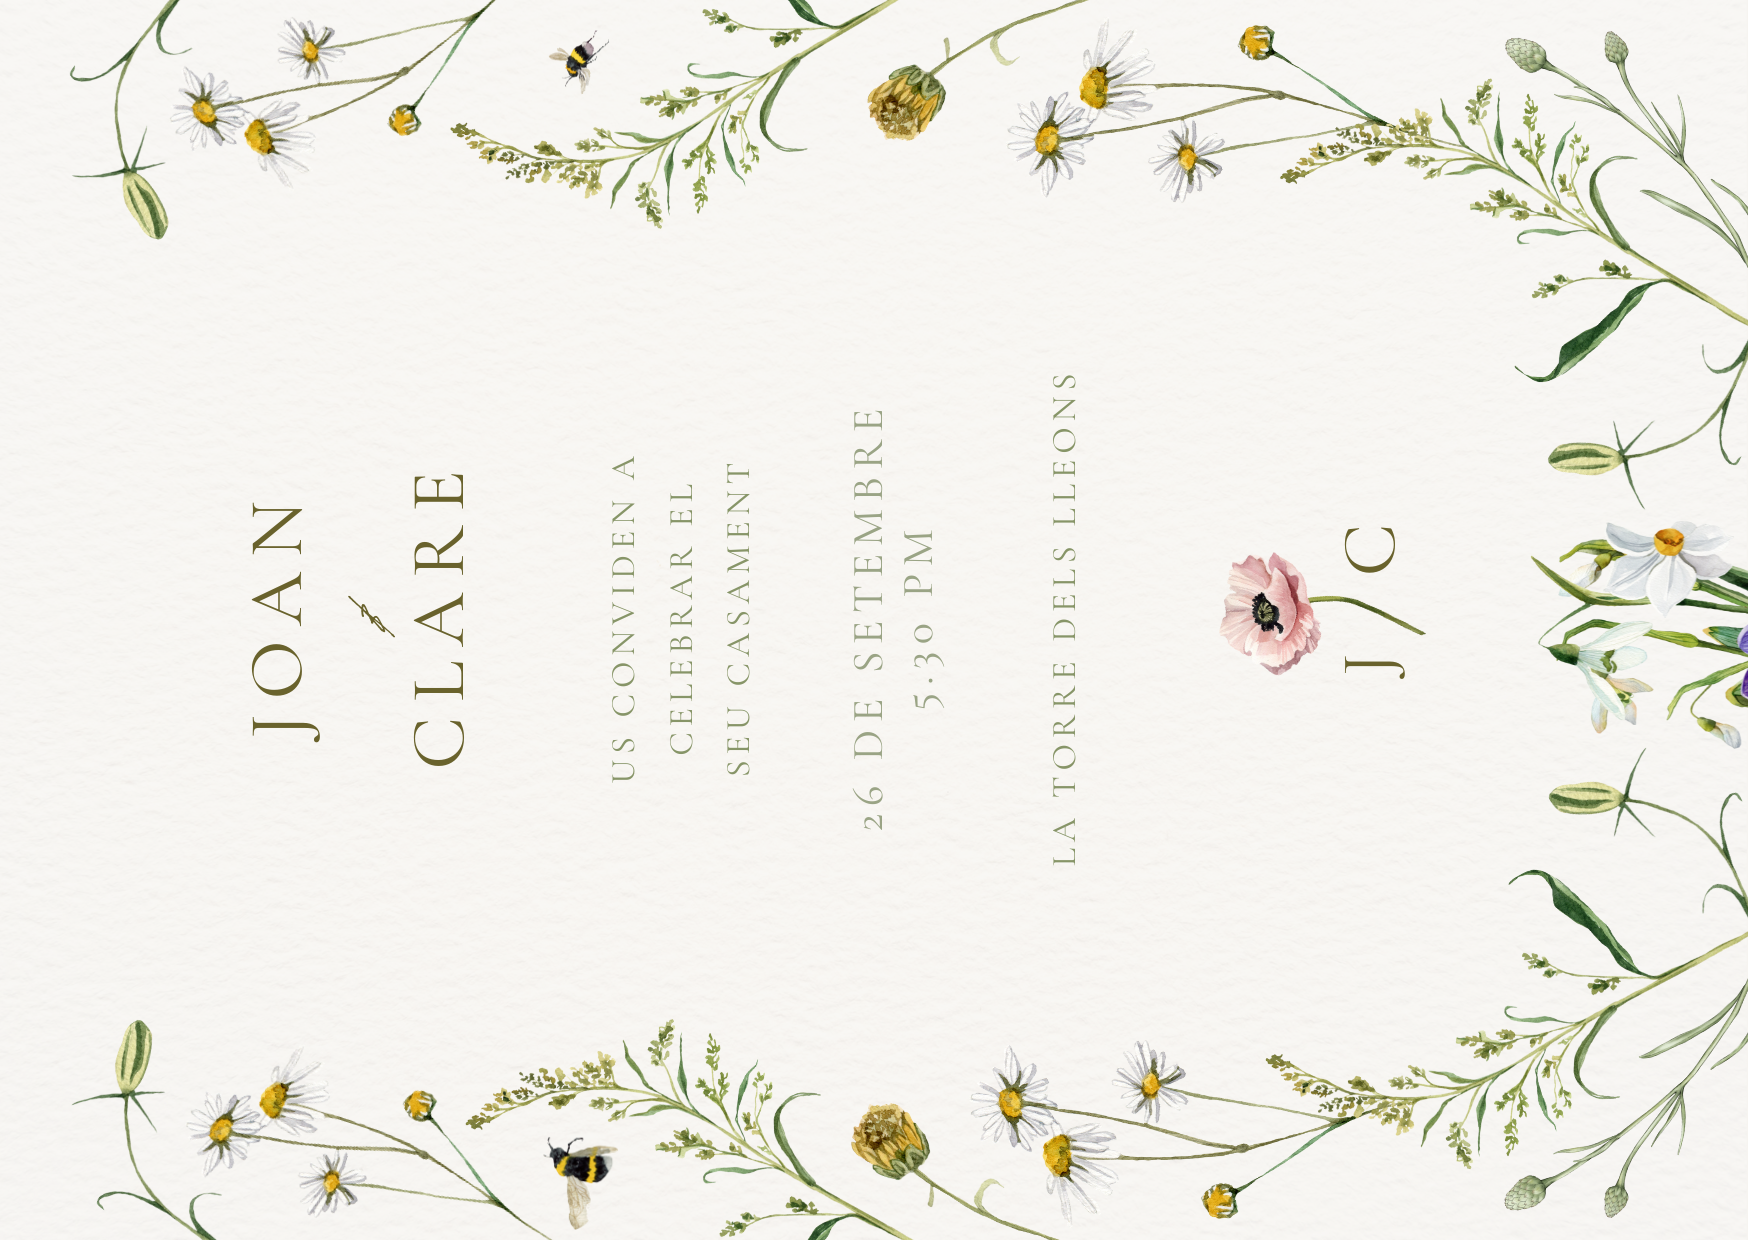 JOAN
&
CLARE
US CONVIDEN A
CELEBRAR EL
SEU CASAMENT
26 DE SETEMBRE
5.30 PM
LA TORRE DELS LLEONS
J C